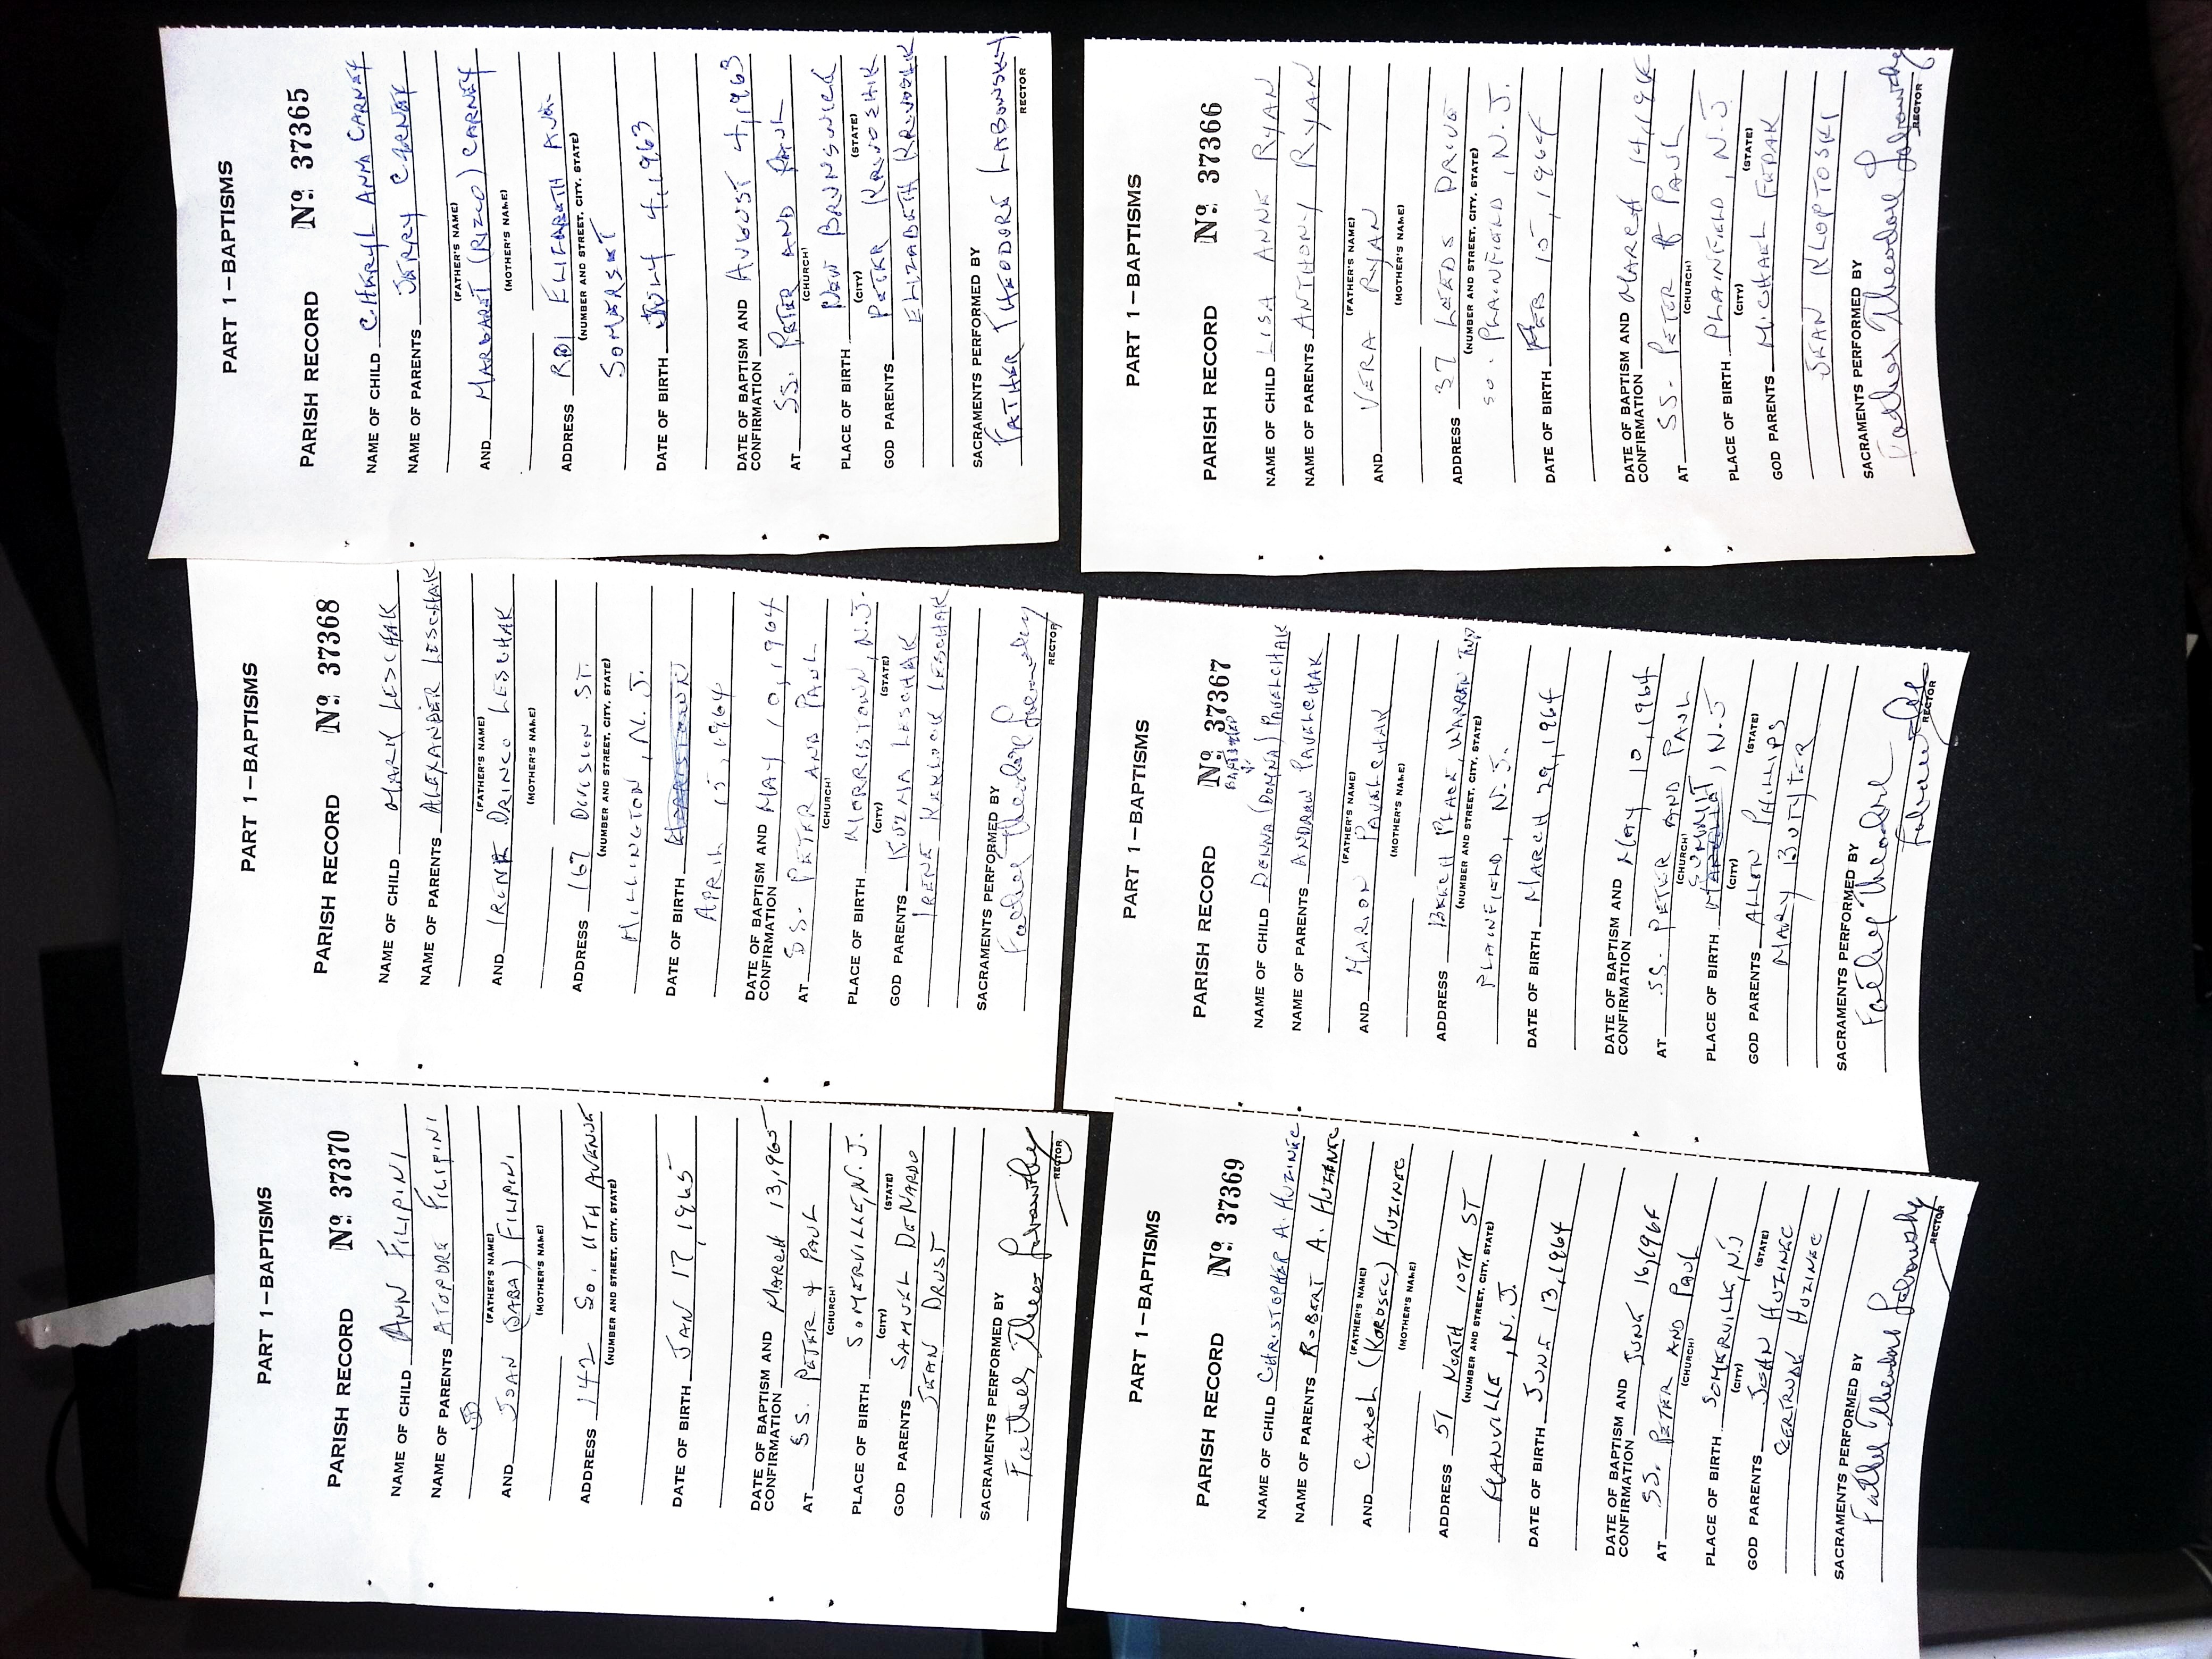 PART 1—BAPTISMS
PARISH RECORD Nº 37370
NAME OF CHILD ANN FILIPINI
NAME OF PARENTS ATOPORE FILIPINI
(FATHER'S NAME)
AND JOAN (SABA) FILIPINI
(MOTHER'S NAME)
ADDRESS 142 So. 11TH AVENUE
(NUMBER AND STREET, CITY, STATE)
DATE OF BIRTH JAN 17, 1965
DATE OF BAPTISM AND
CONFIRMATION MARCH 13, 1965
AT SS. PETER & PAUL
(CHURCH)
PLACE OF BIRTH SOMERVILLE, N.J.
(CITY) (STATE)
GOD PARENTS SAMUEL DENARDO
JEAN DRUST
SACRAMENTS PERFORMED BY
Father Theo Labowsky
RECTOR
PART 1—BAPTISMS
PARISH RECORD Nº 37368
NAME OF CHILD MARK LESCHAK
NAME OF PARENTS ALEXANDER LESCHAK
(FATHER'S NAME)
AND IRENE DRINCO LESCHAK
(MOTHER'S NAME)
ADDRESS 167 DIVISION ST.
(NUMBER AND STREET, CITY, STATE)
MILLINGTON, N. J.
DATE OF BIRTH MORRISTOWN
APRIL 15, 1964
DATE OF BAPTISM AND
CONFIRMATION MAY 10, 1964
AT SS. PETER AND PAUL
(CHURCH)
PLACE OF BIRTH MORRISTOWN, N.J.
(CITY) (STATE)
GOD PARENTS KUZMA LESCHAK
IRENE LESCHAK
SACRAMENTS PERFORMED BY
Father Theodore Labowsky
RECTOR
PART 1—BAPTISMS
PARISH RECORD Nº 37365
NAME OF CHILD CHERYL ANNA CARNEY
NAME OF PARENTS JERRY CARNEY
(FATHER'S NAME)
AND MARGARET (RIZCO) CARNEY
(MOTHER'S NAME)
ADDRESS RD1 ELIZABETH AVE.
(NUMBER AND STREET, CITY, STATE)
SOMERSET
DATE OF BIRTH JULY 4, 1963
DATE OF BAPTISM AND
CONFIRMATION AUGUST 4, 1963
AT SS. PETER AND PAUL
(CHURCH)
PLACE OF BIRTH NEW BRUNSWICK
(CITY) (STATE)
GOD PARENTS PETER KRIVOSHIK
ELIZABETH KRIVOSHIK
SACRAMENTS PERFORMED BY
FATHER THEODORE LABOWSKY
RECTOR
PART 1—BAPTISMS
PARISH RECORD Nº 37369
NAME OF CHILD CHRISTOPHER A. HUZINEC
NAME OF PARENTS ROBERT A. HUZINEC
(FATHER'S NAME)
AND CAROL (KOROSEC) HUZINEC
(MOTHER'S NAME)
ADDRESS 51 NORTH 10TH ST
(NUMBER AND STREET, CITY, STATE)
MANVILLE, N.J.
DATE OF BIRTH JUNE 13, 1964
DATE OF BAPTISM AND
CONFIRMATION JUNE 16, 1964
AT SS. PETER AND PAUL
(CHURCH)
PLACE OF BIRTH SOMERVILLE, N.J
(CITY) (STATE)
GOD PARENTS JOHN HUZINEC
GERTRUDE HUZINEC
SACRAMENTS PERFORMED BY
Father Theodore Labowsky
RECTOR
PART 1—BAPTISMS
PARISH RECORD Nº 37367
BAPTIZED
NAME OF CHILD DENNA (DOMNA) PAVELCHAK
NAME OF PARENTS ANDREW PAVELCHAK
(FATHER'S NAME)
AND MARION PAVELCHAK
(MOTHER'S NAME)
ADDRESS BEECH PLACE, WARREN TWP
(NUMBER AND STREET, CITY, STATE)
PLAINFIELD, N.J.
DATE OF BIRTH MARCH 29, 1964
DATE OF BAPTISM AND
CONFIRMATION MAY 10, 1964
AT SS. PETER AND PAUL
(CHURCH)
SUMMIT
PLACE OF BIRTH , N.J
(CITY) (STATE)
GOD PARENTS ALLEN PHILLIPS
MARY BUTYTER
SACRAMENTS PERFORMED BY
Father Theodore
Labowsky
RECTOR
PART 1—BAPTISMS
PARISH RECORD Nº 37366
NAME OF CHILD LISA ANNE RYAN
NAME OF PARENTS ANTHONY RYAN
(FATHER'S NAME)
AND VERA RYAN
(MOTHER'S NAME)
ADDRESS 37 LEEDS DRIVE
(NUMBER AND STREET, CITY, STATE)
SO. PLAINFIELD, N.J.
DATE OF BIRTH FEB 15, 1964
DATE OF BAPTISM AND
CONFIRMATION MARCH 14, 1964
AT SS. PETER & PAUL
(CHURCH)
PLACE OF BIRTH PLAINFIELD, N.J.
(CITY) (STATE)
GOD PARENTS MICHAEL FEDAK
JEAN KLOPTOSKI
SACRAMENTS PERFORMED BY
Father Theodore Labowsky
RECTOR